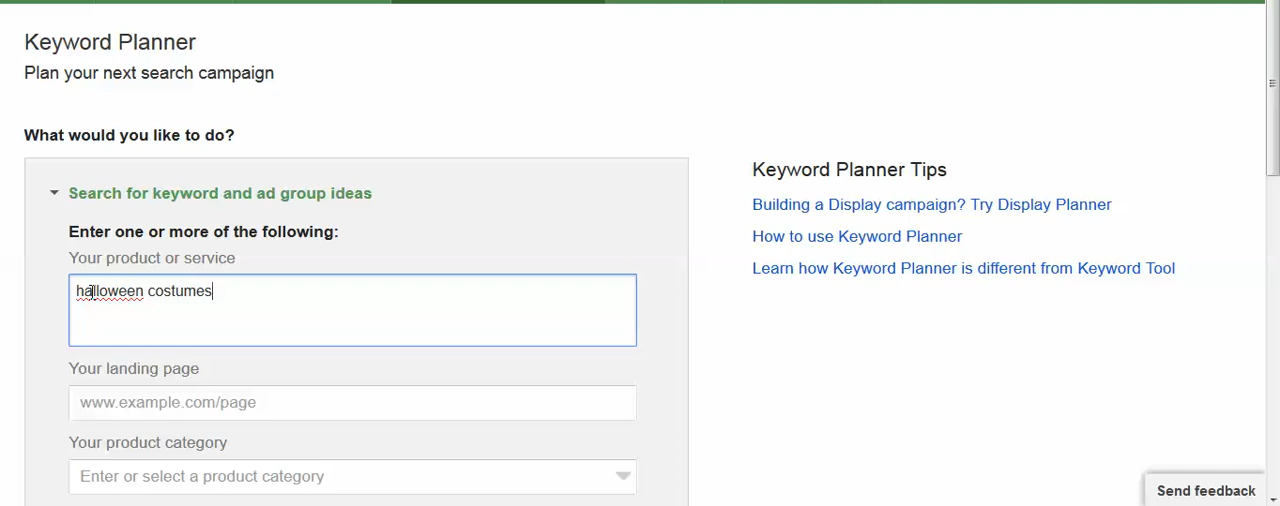 Keyword Planner
Plan your next search campaign
What would you like to do?
Search for keyword and ad group ideas
Enter one or more of the following:
Your product or service
halloween costumes
Your landing page
www.example.com/page
Your product category
Enter or select a product category
Keyword Planner Tips
Building a Display campaign? Try Display Planner
How to use Keyword Planner
Learn how Keyword Planner is different from Keyword Tool
Send feedback